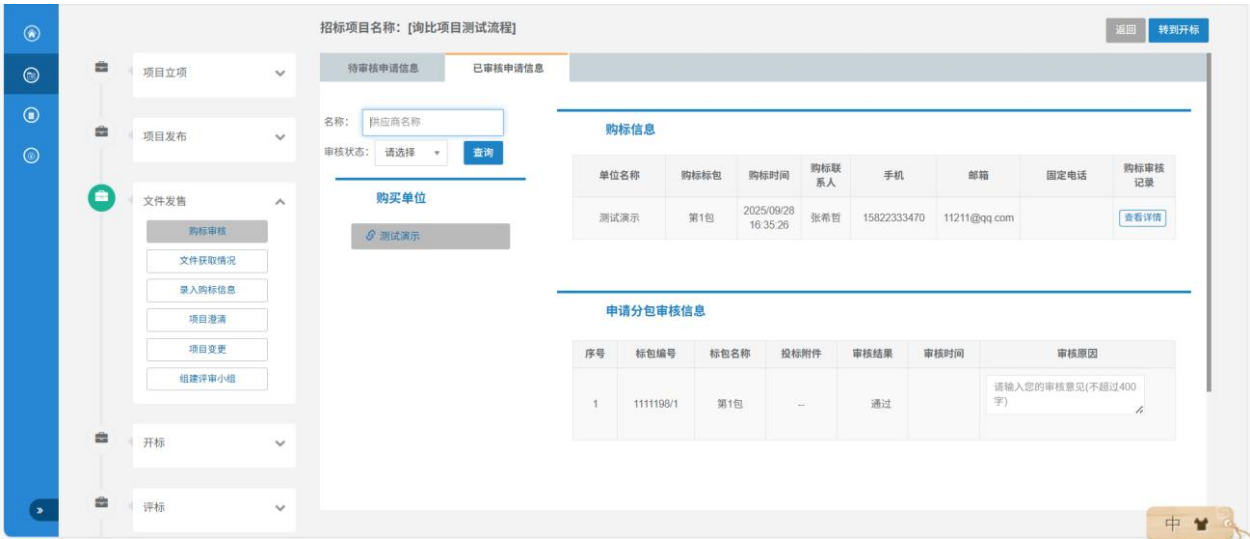 招标项目名称：[询比项目测试流程]
返回
转到开标
项目立项
项目发布
文件发售
购标审核
文件获取情况
录入购标信息
项目澄清
项目变更
组建评审小组
开标
评标
待审核申请信息
已审核申请信息
名称：
供应商名称
审核状态：
请选择
查询
购买单位
测试演示
购标信息
单位名称 购标标包 购标时间 购标联系人 手机 邮箱 固定电话 购标审核记录
测试演示 第1包 2025/09/28 16:35:26 张希哲 15822333470 11211@qq.com 查看详情
申请分包审核信息
序号 标包编号 标包名称 投标附件 审核结果 审核时间 审核原因
1 1111198/1 第1包 -- 通过 请输入您的审核意见(不超过400字)
中